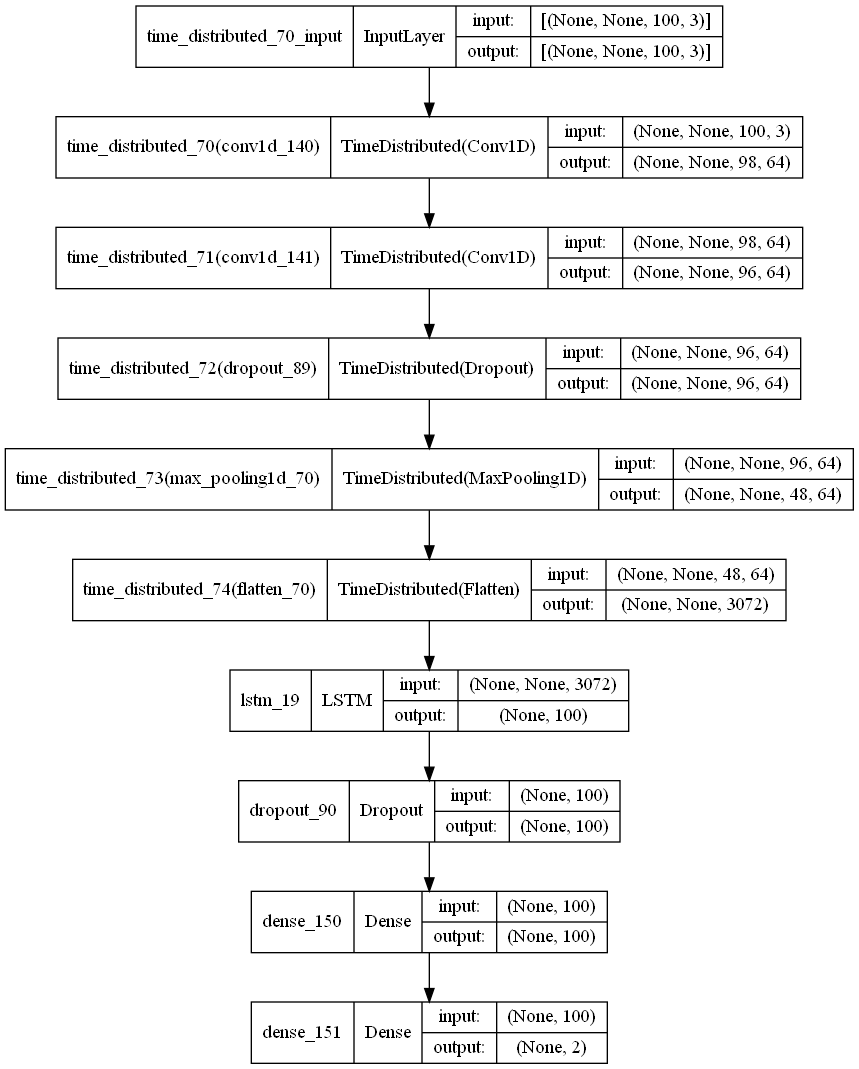 time_distributed_70_input InputLayer input: [(None, None, 100, 3)]
output: [(None, None, 100, 3)]
time_distributed_70(conv1d_140) TimeDistributed(Conv1D) input: (None, None, 100, 3)
output: (None, None, 98, 64)
time_distributed_71(conv1d_141) TimeDistributed(Conv1D) input: (None, None, 98, 64)
output: (None, None, 96, 64)
time_distributed_72(dropout_89) TimeDistributed(Dropout) input: (None, None, 96, 64)
output: (None, None, 96, 64)
time_distributed_73(max_pooling1d_70) TimeDistributed(MaxPooling1D) input: (None, None, 96, 64)
output: (None, None, 48, 64)
time_distributed_74(flatten_70) TimeDistributed(Flatten) input: (None, None, 48, 64)
output: (None, None, 3072)
lstm_19 LSTM input: (None, None, 3072)
output: (None, 100)
dropout_90 Dropout input: (None, 100)
output: (None, 100)
dense_150 Dense input: (None, 100)
output: (None, 100)
dense_151 Dense input: (None, 100)
output: (None, 2)